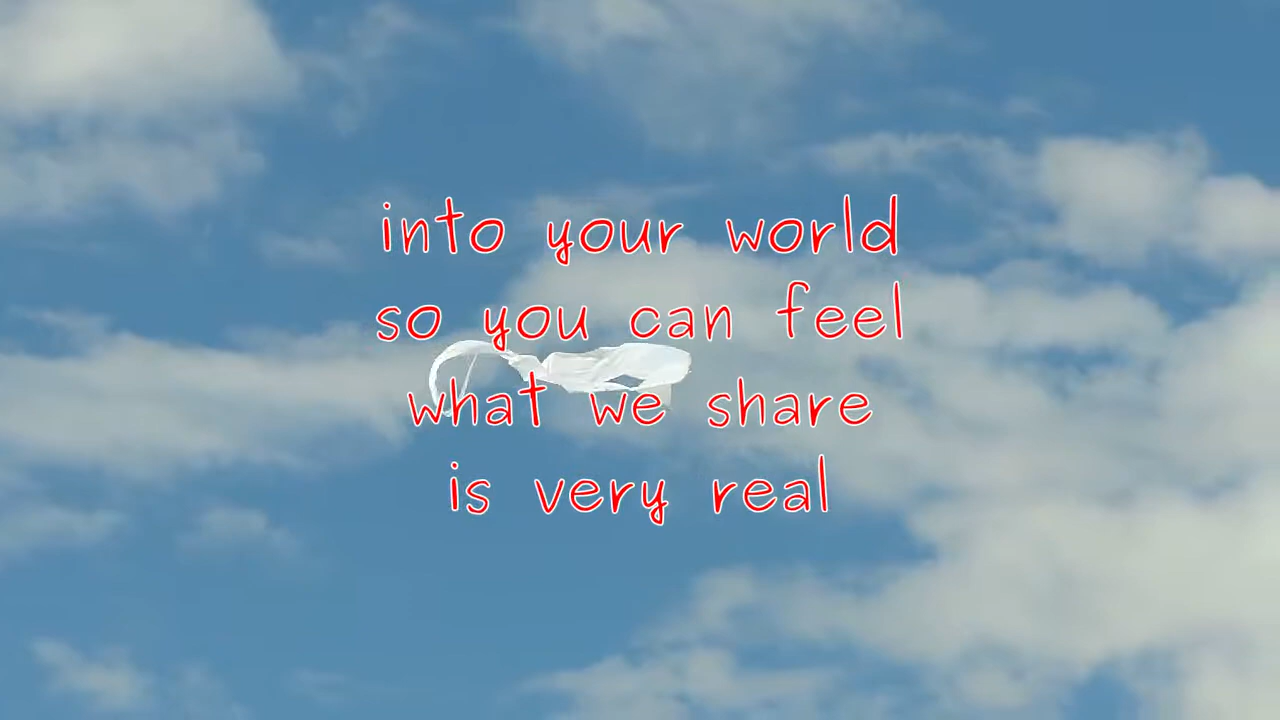 into your world
so you can feel
what we share
is very real